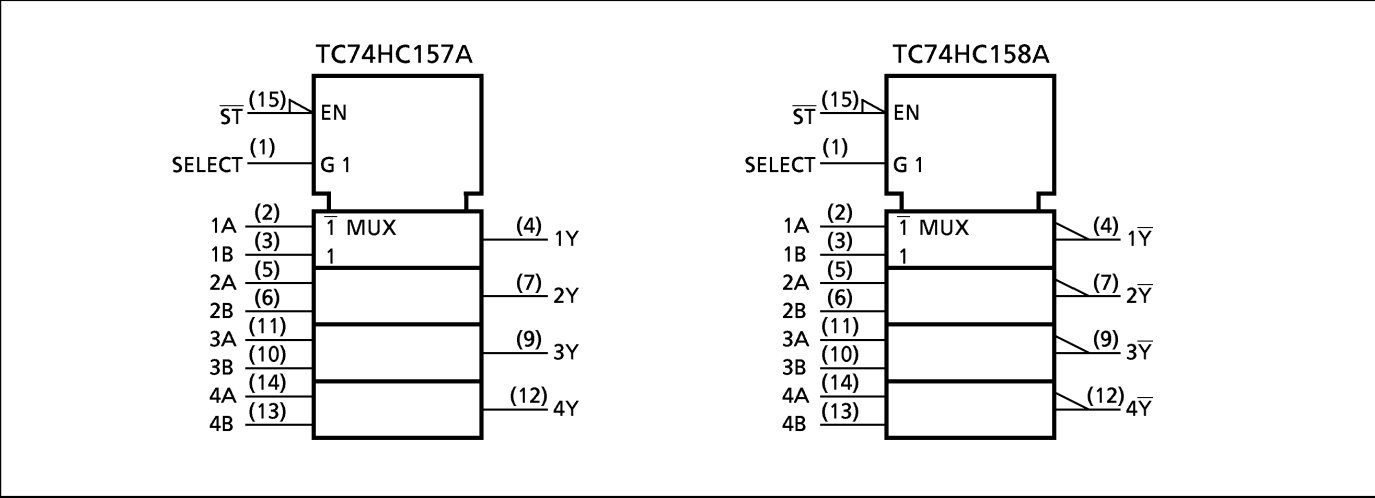 TC74HC157A
S̅T̅ (15) EN
SELECT (1) G 1
1A (2) 1̅ MUX (4) 1Y
1B (3) 1
2A (5) (7) 2Y
2B (6)
3A (11) (9) 3Y
3B (10)
4A (14) (12) 4Y
4B (13)
TC74HC158A
S̅T̅ (15) EN
SELECT (1) G 1
1A (2) 1̅ MUX (4) 1Y̅
1B (3) 1
2A (5) (7) 2Y̅
2B (6)
3A (11) (9) 3Y̅
3B (10)
4A (14) (12) 4Y̅
4B (13)